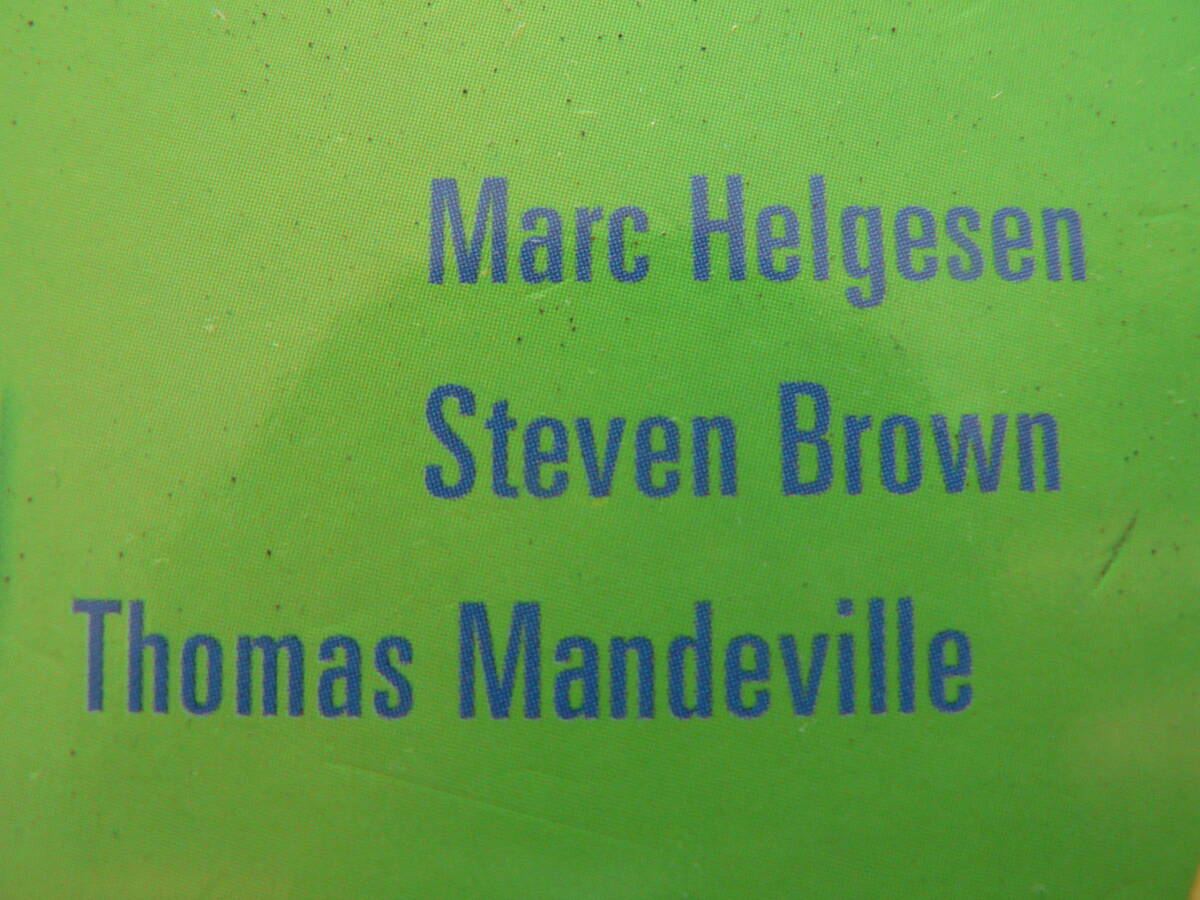 Marc Helgesen
Steven Brown
Thomas Mandeville